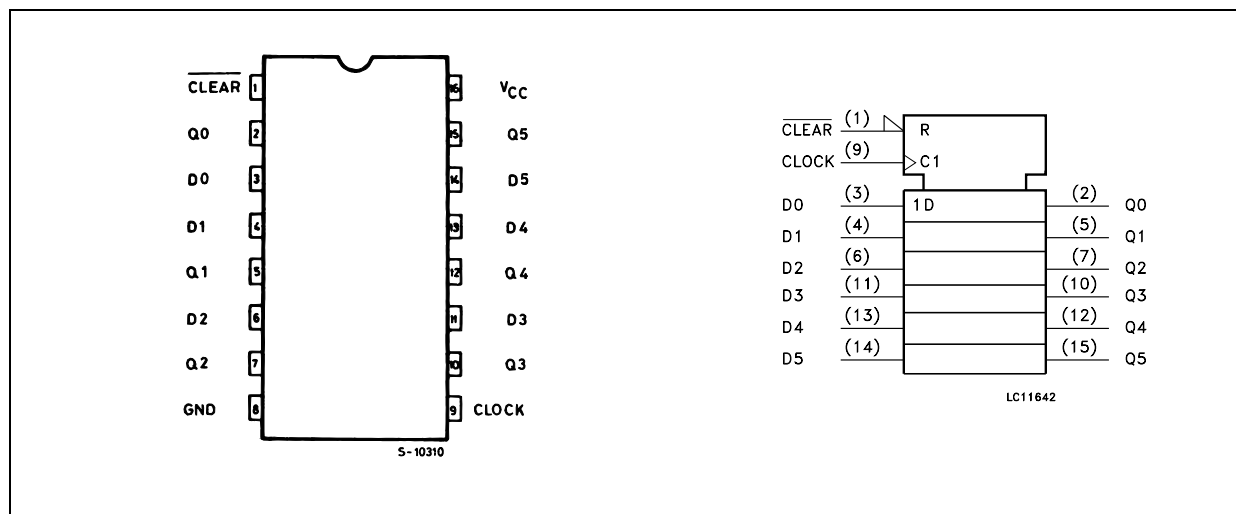 CLEAR 1 16 VCC
Q0 2 15 Q5
D0 3 14 D5
D1 4 13 D4
Q1 5 12 Q4
D2 6 11 D3
Q2 7 10 Q3
GND 8 9 CLOCK
S-10310
CLEAR (1) R
CLOCK (9) C1
D0 (3) 1D (2) Q0
D1 (4) (5) Q1
D2 (6) (7) Q2
D3 (11) (10) Q3
D4 (13) (12) Q4
D5 (14) (15) Q5
LC11642